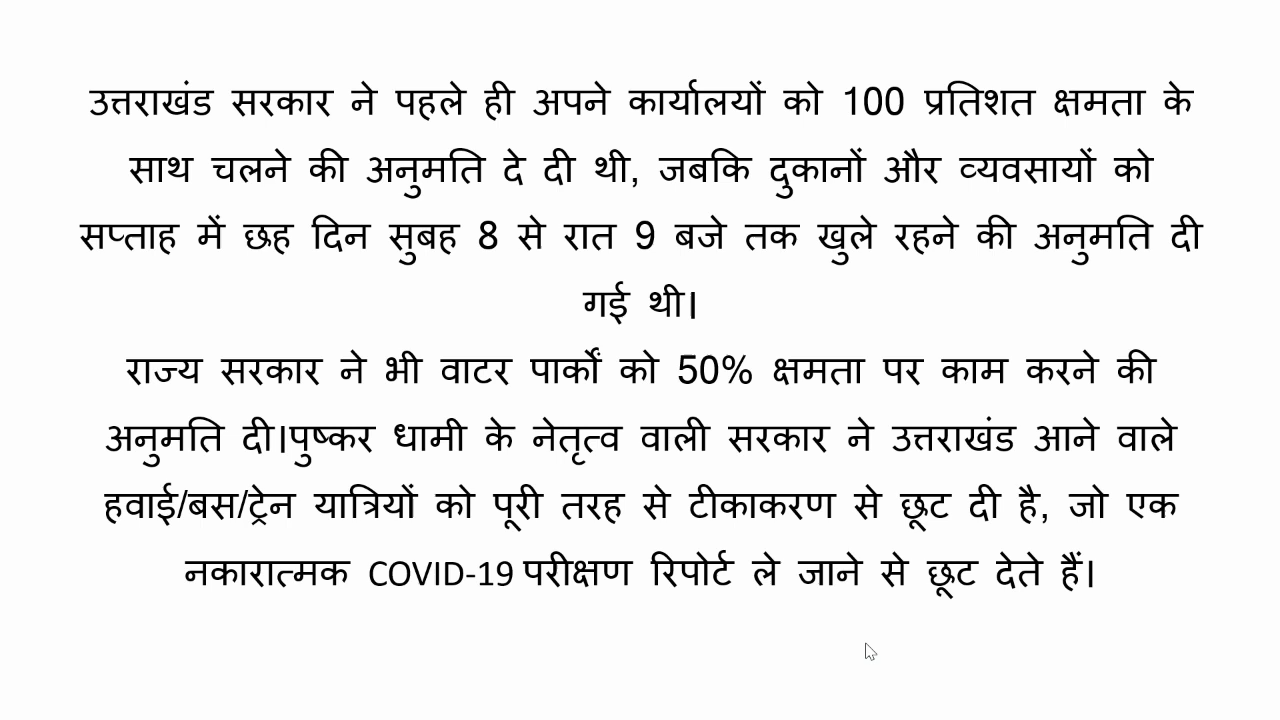 उत्तराखंड सरकार ने पहले ही अपने कार्यालयों को 100 प्रतिशत क्षमता के
साथ चलने की अनुमति दे दी थी, जबकि दुकानों और व्यवसायों को
सप्ताह में छह दिन सुबह 8 से रात 9 बजे तक खुले रहने की अनुमति दी
गई थी।
राज्य सरकार ने भी वाटर पार्कों को 50% क्षमता पर काम करने की
अनुमति दी।पुष्कर धामी के नेतृत्व वाली सरकार ने उत्तराखंड आने वाले
हवाई/बस/ट्रेन यात्रियों को पूरी तरह से टीकाकरण से छूट दी है, जो एक
नकारात्मक COVID-19 परीक्षण रिपोर्ट ले जाने से छूट देते हैं।